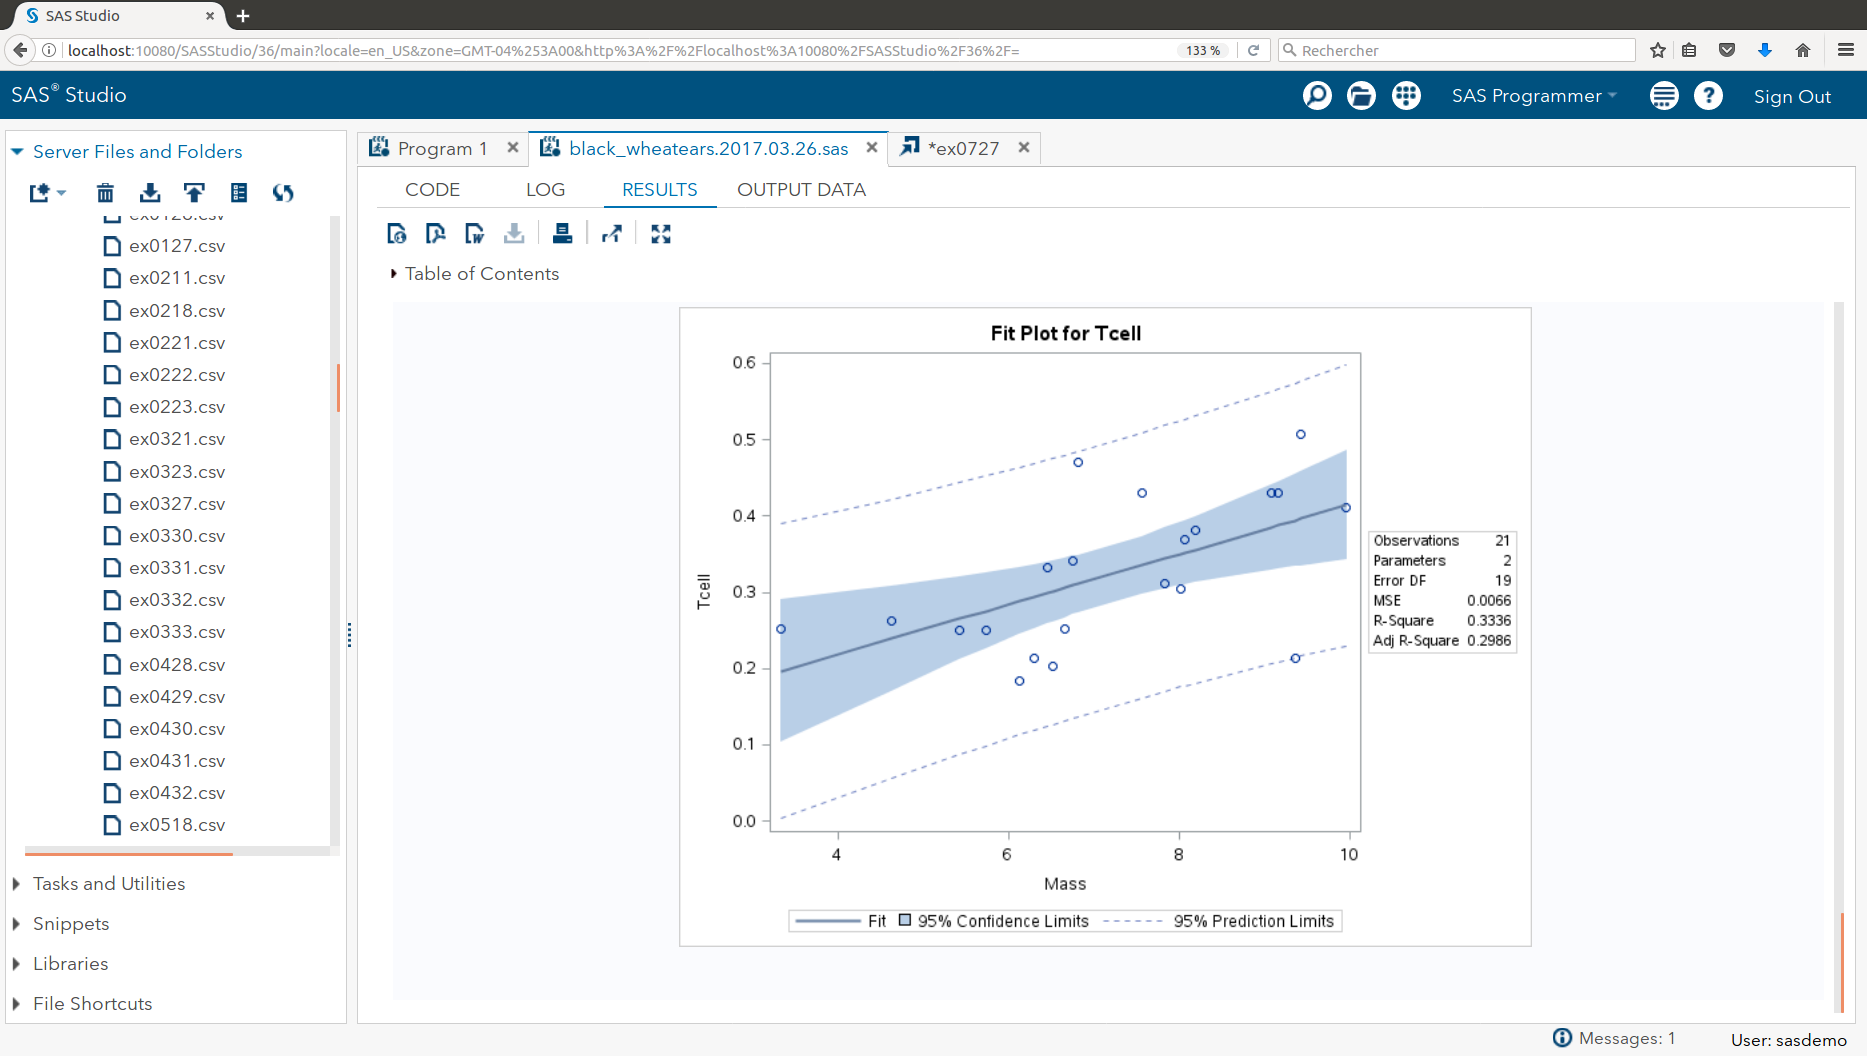 SAS Studio
localhost:10080/SASStudio/36/main?locale=en_US&zone=GMT-04%253A00&http%3A%2F%2Flocalhost%3A10080%2FSASStudio%2F36%2F=
133 %
Rechercher
SAS® Studio
SAS Programmer
Sign Out
Server Files and Folders
ex0127.csv
ex0211.csv
ex0218.csv
ex0221.csv
ex0222.csv
ex0223.csv
ex0321.csv
ex0323.csv
ex0327.csv
ex0330.csv
ex0331.csv
ex0332.csv
ex0333.csv
ex0428.csv
ex0429.csv
ex0430.csv
ex0431.csv
ex0432.csv
ex0518.csv
Tasks and Utilities
Snippets
Libraries
File Shortcuts
Program 1
black_wheatears.2017.03.26.sas
*ex0727
CODE LOG RESULTS OUTPUT DATA
Table of Contents
Fit Plot for Tcell
0.6
0.5
0.4
0.3
0.2
0.1
0.0
Tcell
4 6 8 10
Mass
Observations 21
Parameters 2
Error DF 19
MSE 0.0066
R-Square 0.3336
Adj R-Square 0.2986
Fit 95% Confidence Limits 95% Prediction Limits
Messages: 1
User: sasdemo